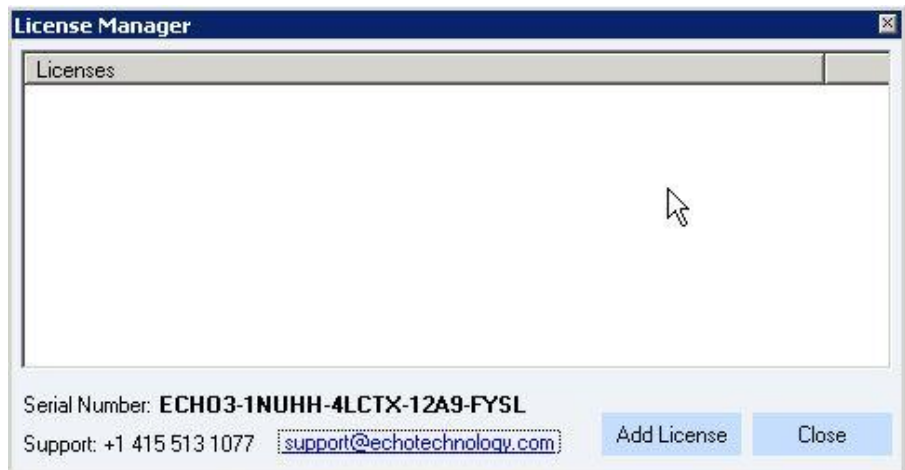 License Manager
Licenses
Serial Number: ECHO3-1NUHH-4LCTX-12A9-FYSL
Support: +1 415 513 1077 support@echotechnology.com
Add License Close